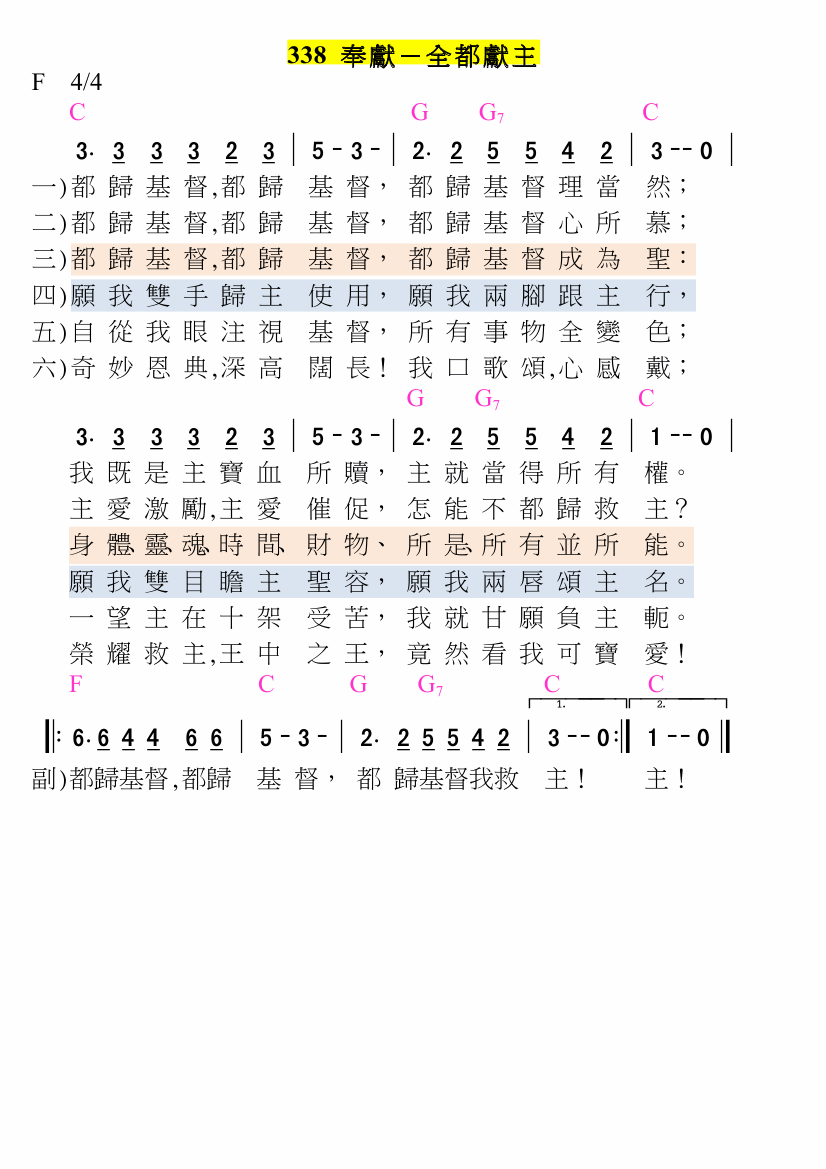 338 奉獻－全都獻主
F 4/4
C G G7 C
3. 3 3 3 2 3 | 5 - 3 - | 2. 2 5 5 4 2 | 3 -- 0 |
一)都歸基督,都歸 基督， 都歸基督理當 然；
二)都歸基督,都歸 基督， 都歸基督心所 慕；
三)都歸基督,都歸 基督， 都歸基督成為 聖：
四)願我雙手歸主 使用， 願我兩腳跟主 行，
五)自從我眼注視 基督， 所有事物全變 色；
六)奇妙恩典,深高 闊長！ 我口歌頌,心感 戴；
G G7 C
3. 3 3 3 2 3 | 5 - 3 - | 2. 2 5 5 4 2 | 1 -- 0 |
我既是主寶血 所贖， 主就當得所有 權。
主愛激勵,主愛 催促， 怎能不都歸救 主？
身體、靈、魂、時間、 財物、 所是、所有並所 能。
願我雙目瞻主 聖容， 願我兩唇頌主 名。
一望主在十架 受苦， 我就甘願負主 軛。
榮耀救主,王中 之王， 竟然看我可寶 愛！
F C G G7 C C
1. 2.
‖: 6. 6 4 4 6 6 | 5 - 3 - | 2. 2 5 5 4 2 | 3 -- 0 :‖ 1 -- 0 ‖
副)都歸基督,都歸 基督， 都歸基督我救 主！ 主！